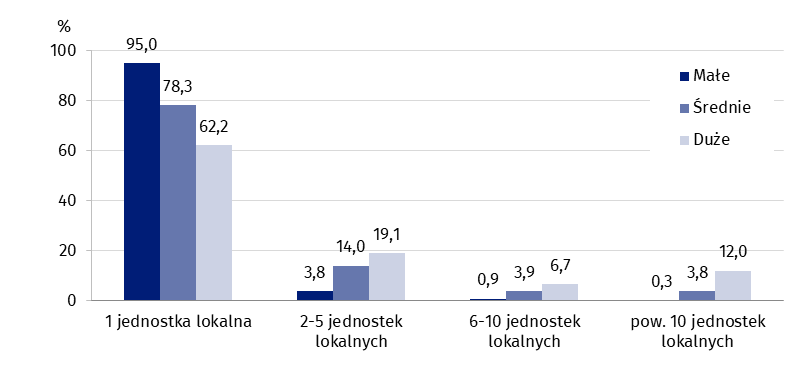 %
100
80
60
40
20
0
95,0
78,3
62,2
3,8
14,0
19,1
0,9
3,9
6,7
0,3
3,8
12,0
Małe
Średnie
Duże
1 jednostka lokalna
2-5 jednostek
lokalnych
6-10 jednostek
lokalnych
pow. 10 jednostek
lokalnych